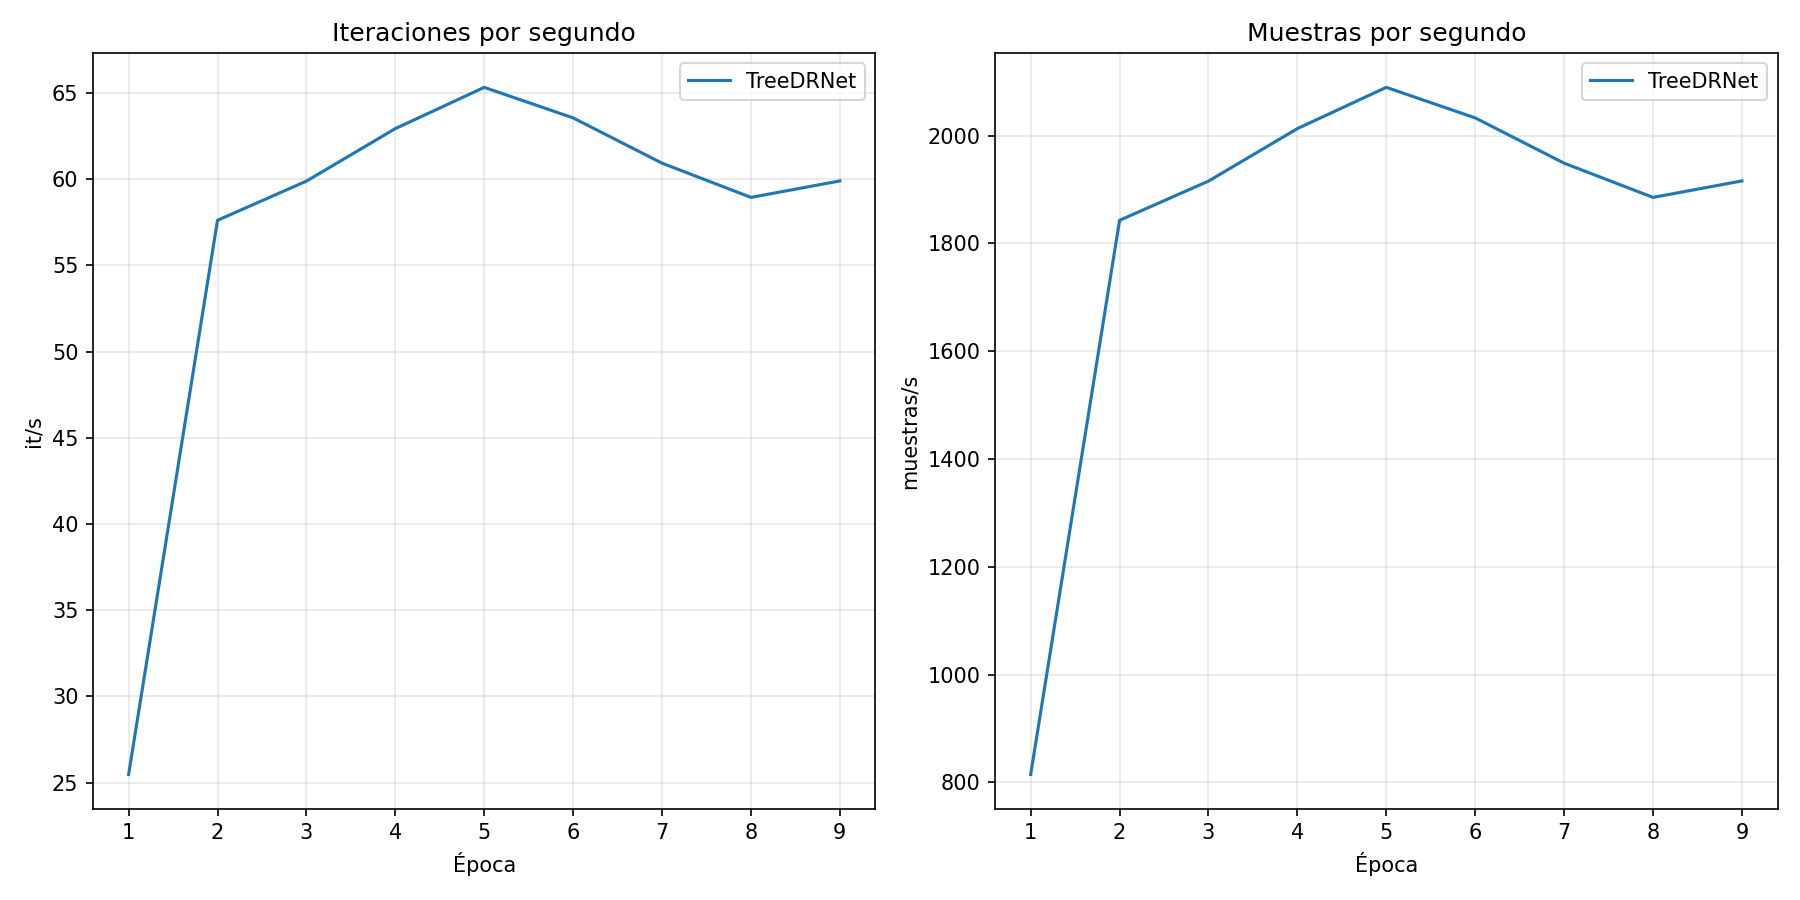 Iteraciones por segundo
TreeDRNet
65
60
55
50
45
40
35
30
25
it/s
1 2 3 4 5 6 7 8 9
Época
Muestras por segundo
TreeDRNet
2000
1800
1600
1400
1200
1000
800
muestras/s
1 2 3 4 5 6 7 8 9
Época